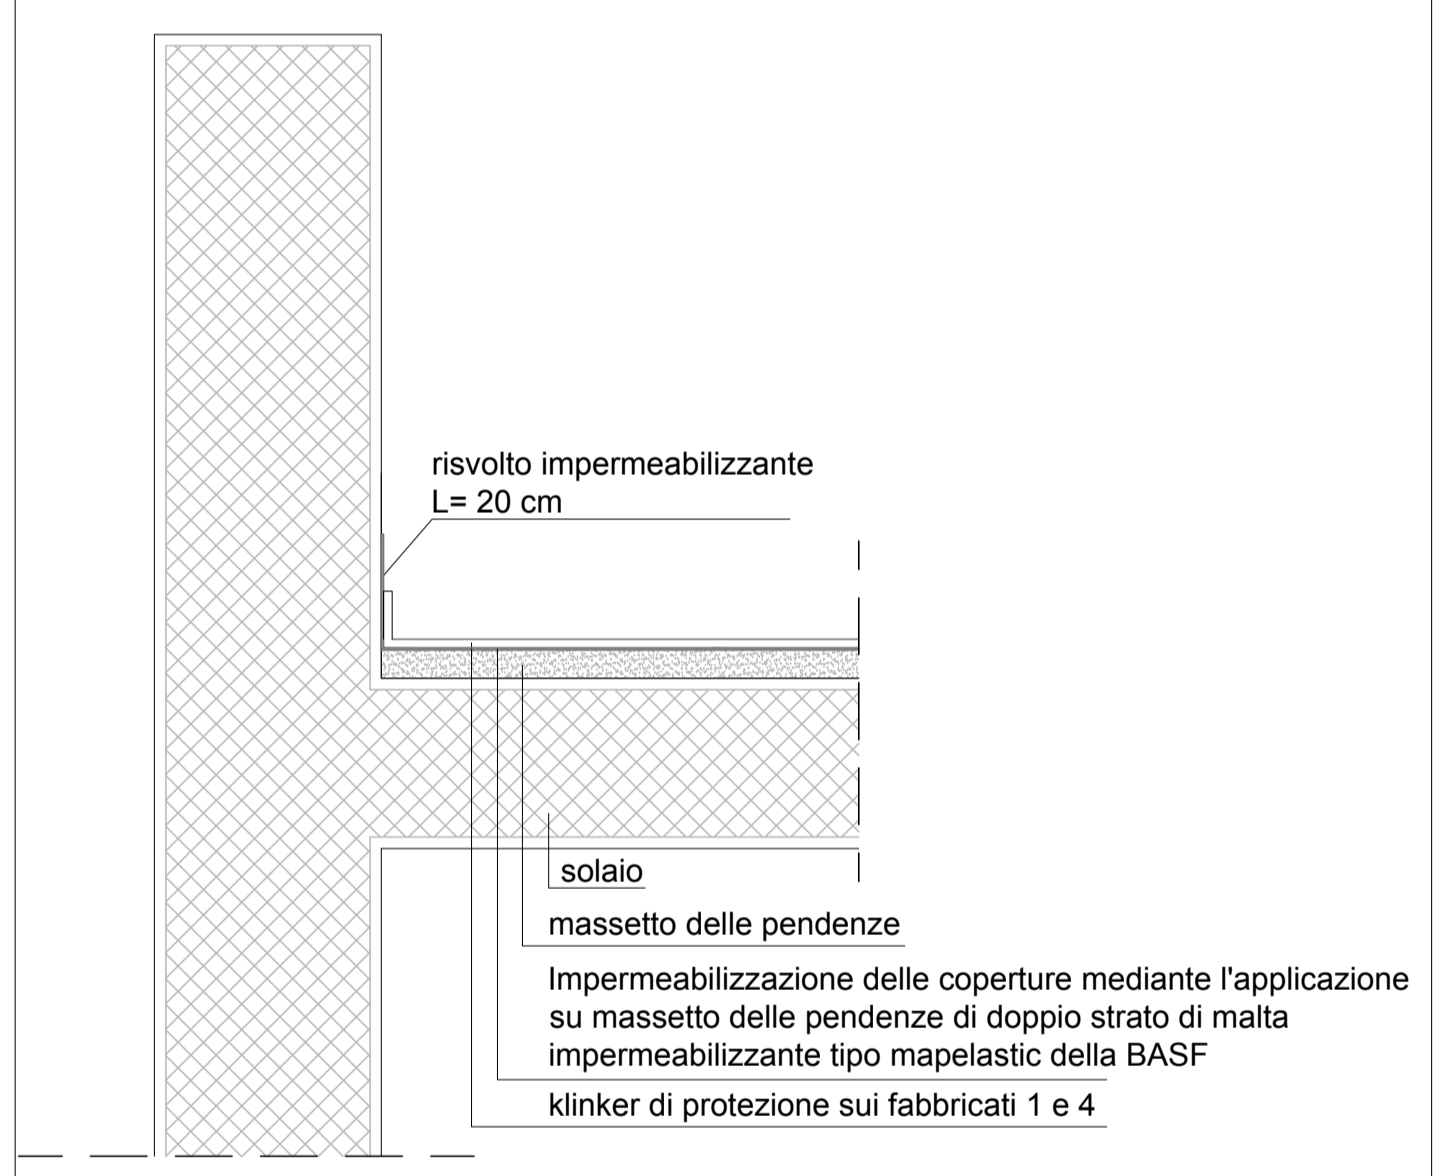 risvolto impermeabilizzante
L= 20 cm
solaio
massetto delle pendenze
Impermeabilizzazione delle coperture mediante l'applicazione
su massetto delle pendenze di doppio strato di malta
impermeabilizzante tipo mapelastic della BASF
klinker di protezione sui fabbricati 1 e 4